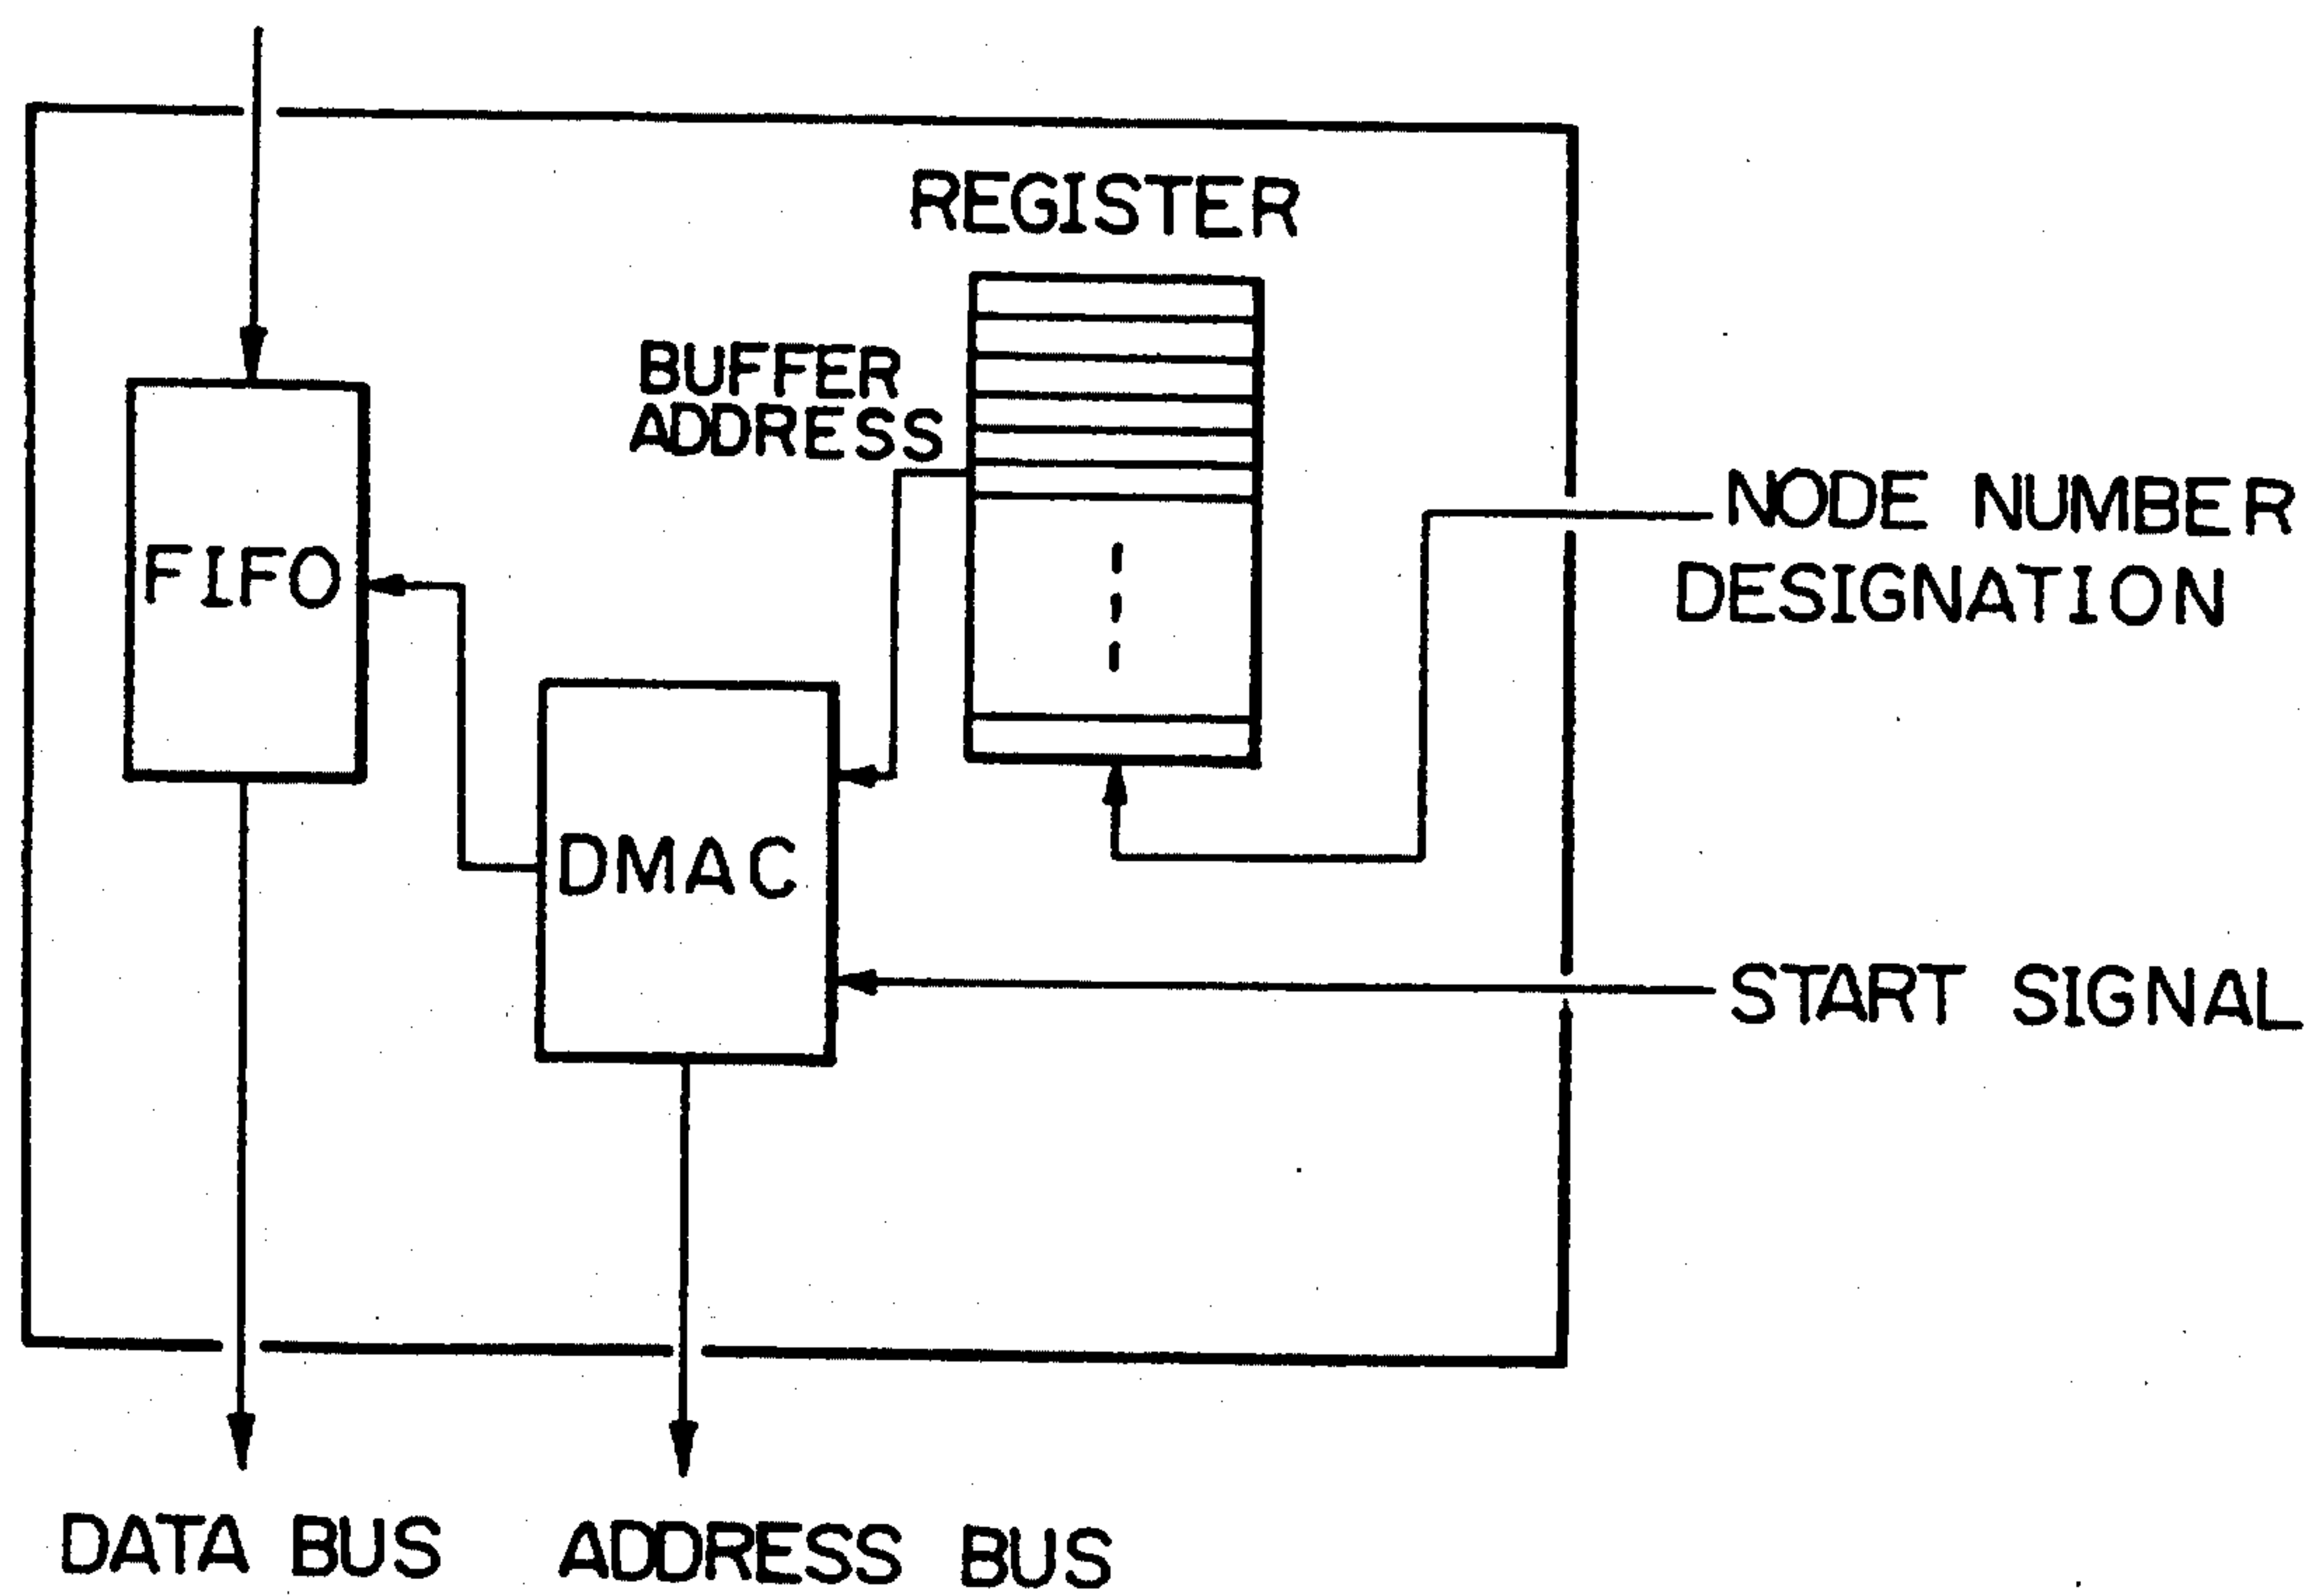 REGISTER
BUFFER
ADDRESS
NODE NUMBER
DESIGNATION
FIFO
DMAC
START SIGNAL
DATA BUS
ADDRESS BUS